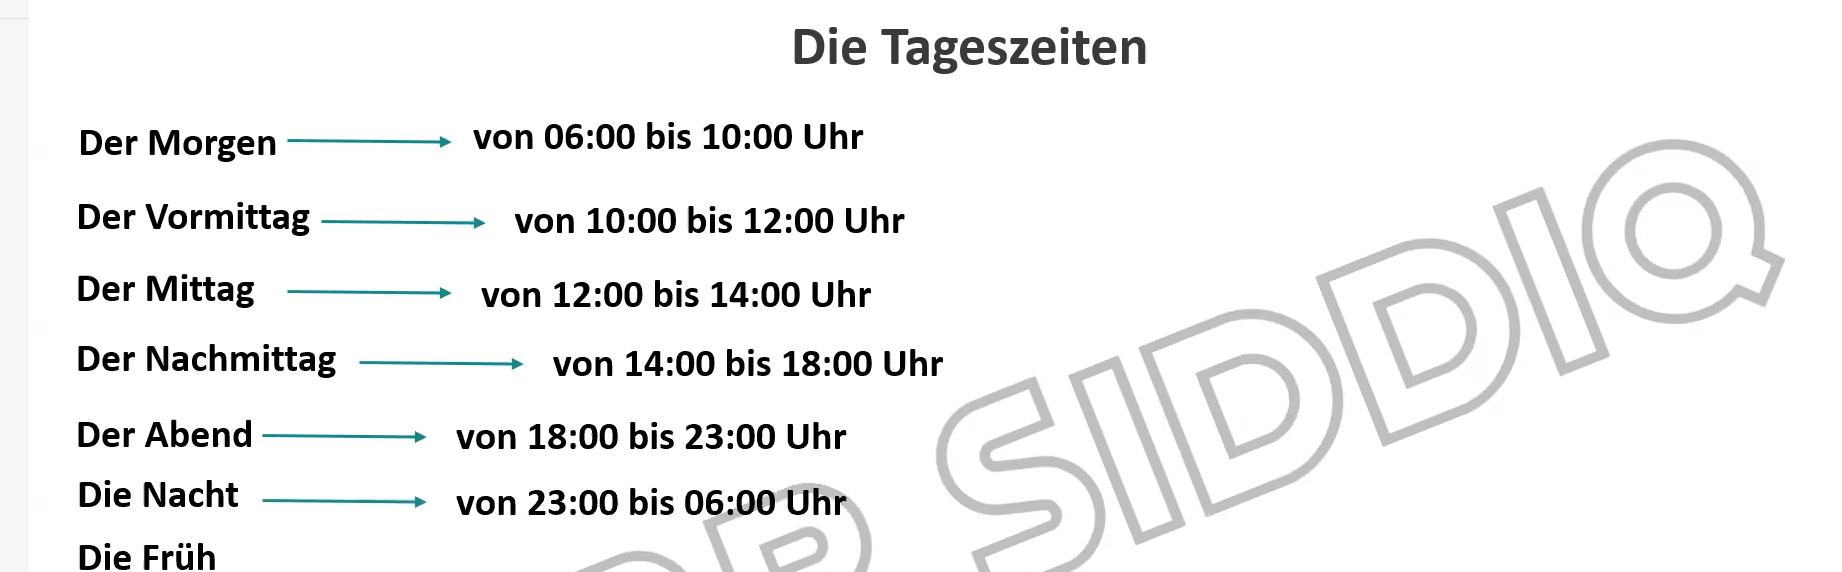 Die Tageszeiten
Der Morgen von 06:00 bis 10:00 Uhr
Der Vormittag von 10:00 bis 12:00 Uhr
Der Mittag von 12:00 bis 14:00 Uhr
Der Nachmittag von 14:00 bis 18:00 Uhr
Der Abend von 18:00 bis 23:00 Uhr
Die Nacht von 23:00 bis 06:00 Uhr
Die Früh
SIDDIQ